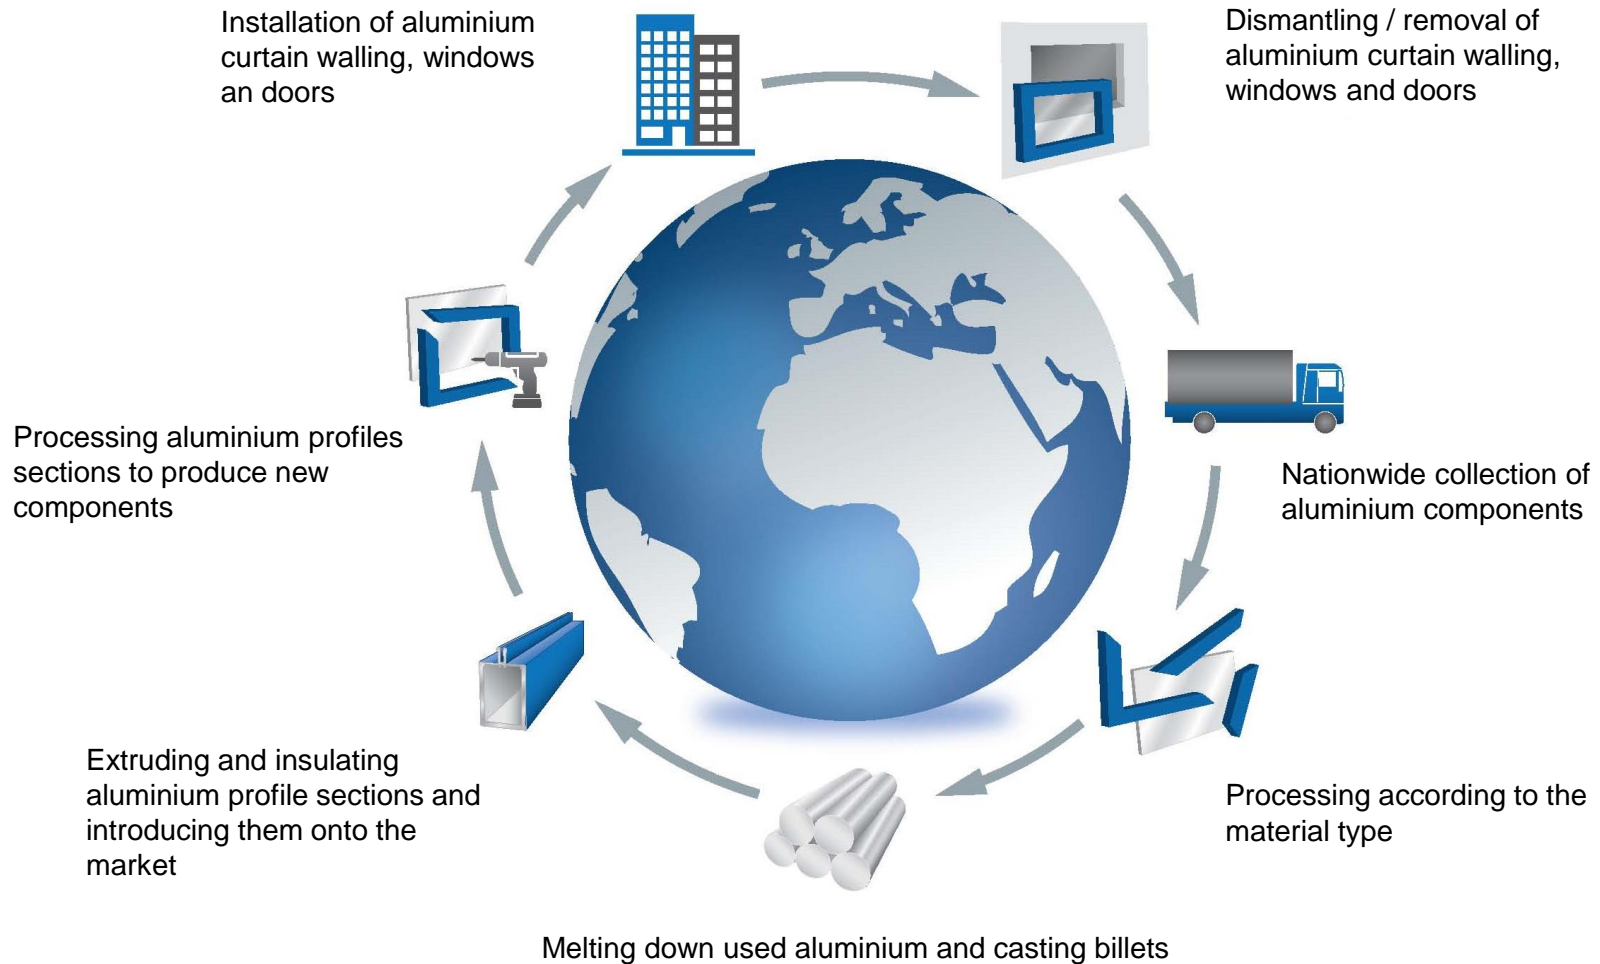 Installation of aluminium
curtain walling, windows
an doors
Dismantling / removal of
aluminium curtain walling,
windows and doors
Nationwide collection of
aluminium components
Processing according to the
material type
Melting down used aluminium and casting billets
Extruding and insulating
aluminium profile sections and
introducing them onto the
market
Processing aluminium profiles
sections to produce new
components